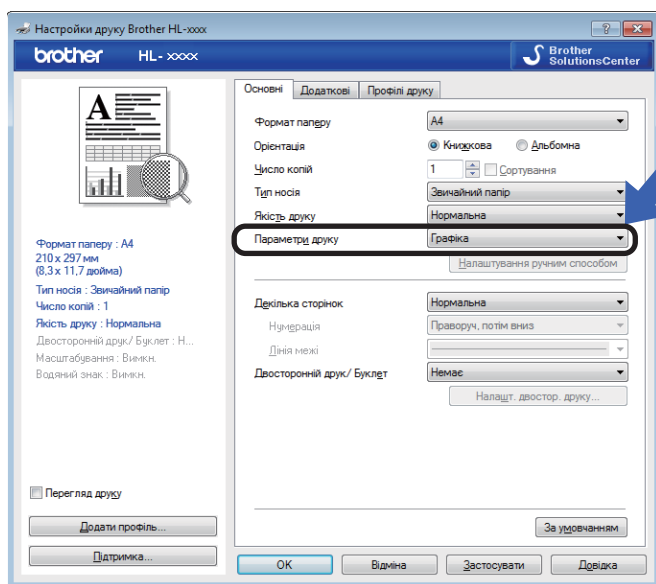 Настройки друку Brother HL-xxxx
brother HL- xxxx
Brother
SolutionsCenter
Основні Додаткові Профілі друку
Формат паперу A4
Орієнтація Книжкова Альбомна
Число копій 1 Сортування
Тип носія Звичайний папір
Якість друку Нормальна
Параметри друку Графіка
Налаштування ручним способом
Декілька сторінок Нормальна
Нумерація Праворуч, потім вниз
Лінія межі
Двосторонній друк/ Буклет Немає
Налашт. двостор. друку...
A
Формат паперу : A4
210 x 297 мм
(8,3 x 11,7 дюйма)
Тип носія : Звичайний папір
Число копій : 1
Якість друку : Нормальна
Двосторонній друк/ Буклет : Н...
Масштабування : Вимкн.
Водяний знак : Вимкн.
Перегляд друку
Додати профіль...
Підтримка...
За умовчанням
OK Відміна Застосувати Довідка